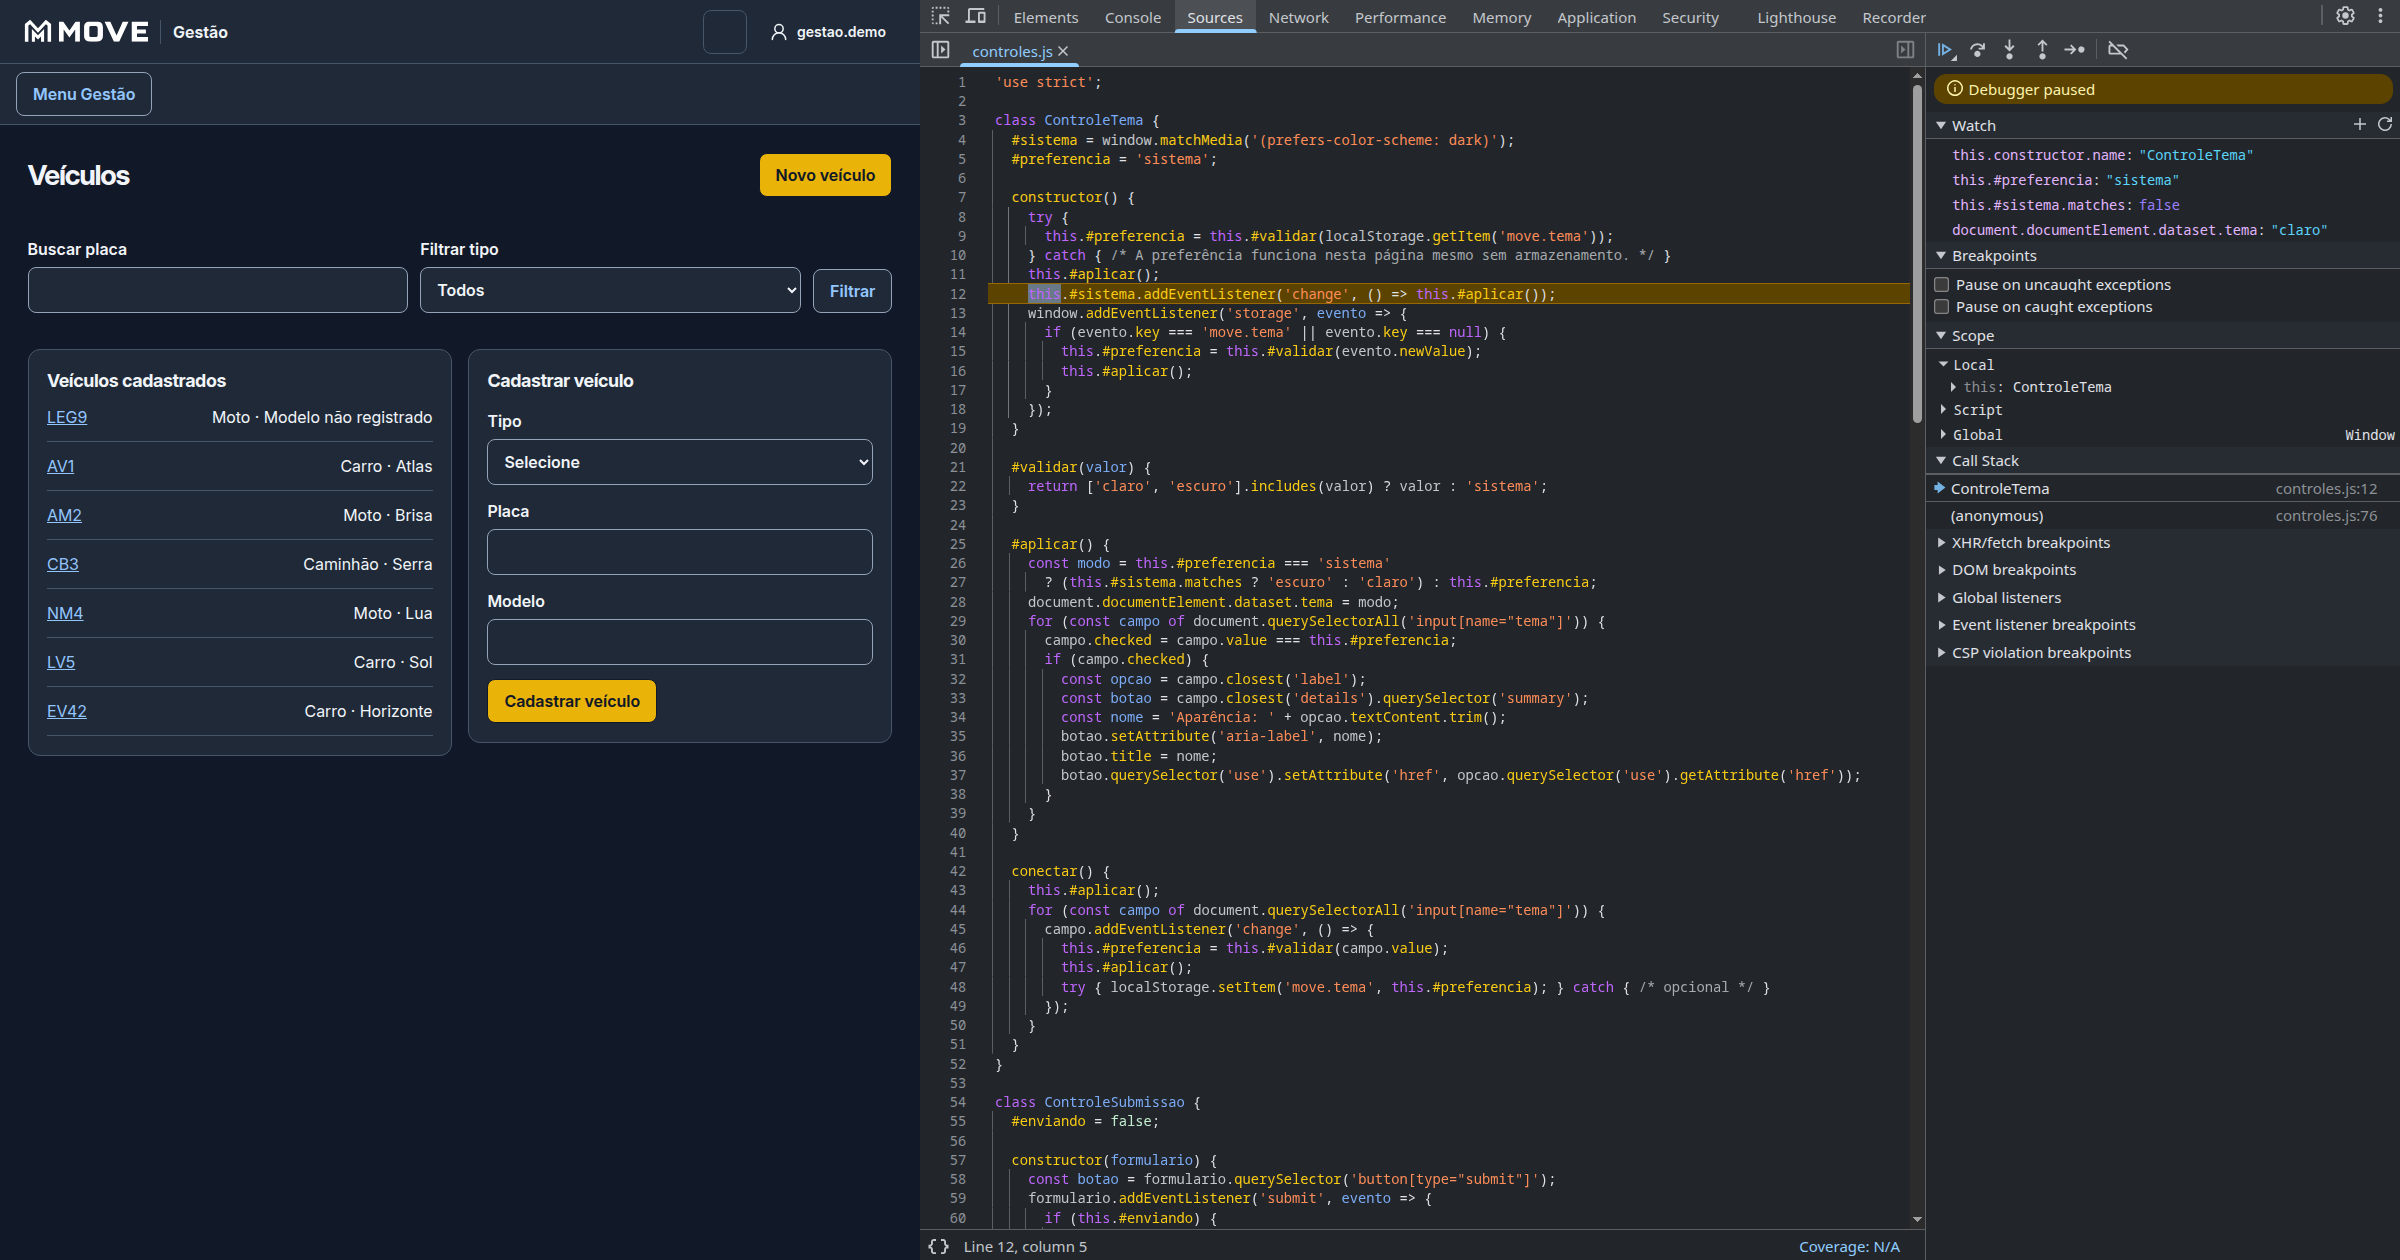 MOVE Gestão
gestao.demo
Menu Gestão
Veículos
Novo veículo
Buscar placa
Filtrar tipo
Todos
Filtrar
Veículos cadastrados
LEG9 Moto · Modelo não registrado
AV1 Carro · Atlas
AM2 Moto · Brisa
CB3 Caminhão · Serra
NM4 Moto · Lua
LV5 Carro · Sol
EV42 Carro · Horizonte
Cadastrar veículo
Tipo
Selecione
Placa
Modelo
Cadastrar veículo
Elements Console Sources Network Performance Memory Application Security Lighthouse Recorder
controles.js
1 'use strict';
2
3 class ControleTema {
4 #sistema = window.matchMedia('(prefers-color-scheme: dark)');
5 #preferencia = 'sistema';
6
7 constructor() {
8 try {
9 this.#preferencia = this.#validar(localStorage.getItem('move.tema'));
10 } catch { /* A preferência funciona nesta página mesmo sem armazenamento. */ }
11 this.#aplicar();
12 this.#sistema.addEventListener('change', () => this.#aplicar());
13 window.addEventListener('storage', evento => {
14 if (evento.key === 'move.tema' || evento.key === null) {
15 this.#preferencia = this.#validar(evento.newValue);
16 this.#aplicar();
17 }
18 });
19 }
20
21 #validar(valor) {
22 return ['claro', 'escuro'].includes(valor) ? valor : 'sistema';
23 }
24
25 #aplicar() {
26 const modo = this.#preferencia === 'sistema'
27 ? (this.#sistema.matches ? 'escuro' : 'claro') : this.#preferencia;
28 document.documentElement.dataset.tema = modo;
29 for (const campo of document.querySelectorAll('input[name="tema"]')) {
30 campo.checked = campo.value === this.#preferencia;
31 if (campo.checked) {
32 const opcao = campo.closest('label');
33 const botao = campo.closest('details').querySelector('summary');
34 const nome = 'Aparência: ' + opcao.textContent.trim();
35 botao.setAttribute('aria-label', nome);
36 botao.title = nome;
37 botao.querySelector('use').setAttribute('href', opcao.querySelector('use').getAttribute('href'));
38 }
39 }
40 }
41
42 conectar() {
43 this.#aplicar();
44 for (const campo of document.querySelectorAll('input[name="tema"]')) {
45 campo.addEventListener('change', () => {
46 this.#preferencia = this.#validar(campo.value);
47 this.#aplicar();
48 try { localStorage.setItem('move.tema', this.#preferencia); } catch { /* opcional */ }
49 });
50 }
51 }
52 }
53
54 class ControleSubmissao {
55 #enviando = false;
56
57 constructor(formulario) {
58 const botao = formulario.querySelector('button[type="submit"]');
59 formulario.addEventListener('submit', evento => {
60 if (this.#enviando) {
{} Line 12, column 5
Coverage: N/A
Debugger paused
Watch
this.constructor.name: "ControleTema"
this.#preferencia: "sistema"
this.#sistema.matches: false
document.documentElement.dataset.tema: "claro"
Breakpoints
Pause on uncaught exceptions
Pause on caught exceptions
Scope
Local
this: ControleTema
Script
Global Window
Call Stack
ControleTema controles.js:12
(anonymous) controles.js:76
XHR/fetch breakpoints
DOM breakpoints
Global listeners
Event listener breakpoints
CSP violation breakpoints